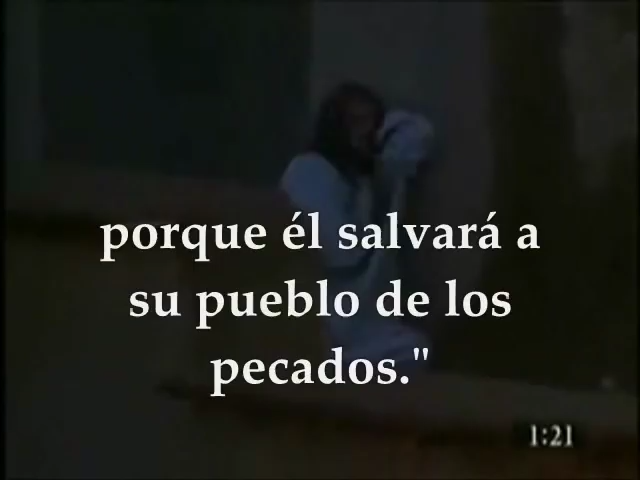 porque él salvará a
su pueblo de los
pecados."
1:21